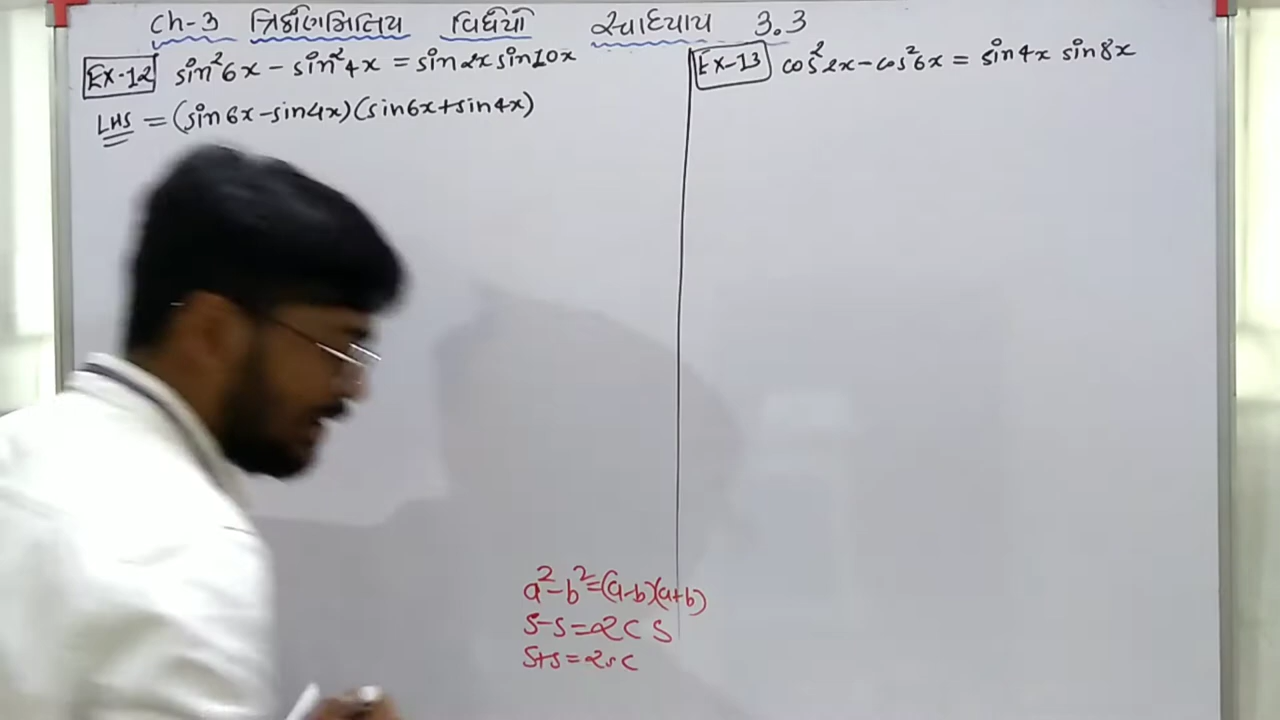 Ch-3 ત્રિકોણમિતિય વિધેયો સ્વાધ્યાય 3.3
Ex-12 sin²6x - sin²4x = sin2x sin10x
LHS = (sin6x-sin4x)(sin6x+sin4x)
Ex-13 cos²2x - cos²6x = sin4x sin8x
a²-b²=(a-b)(a+b)
S-S=2CS
S+S=2SC